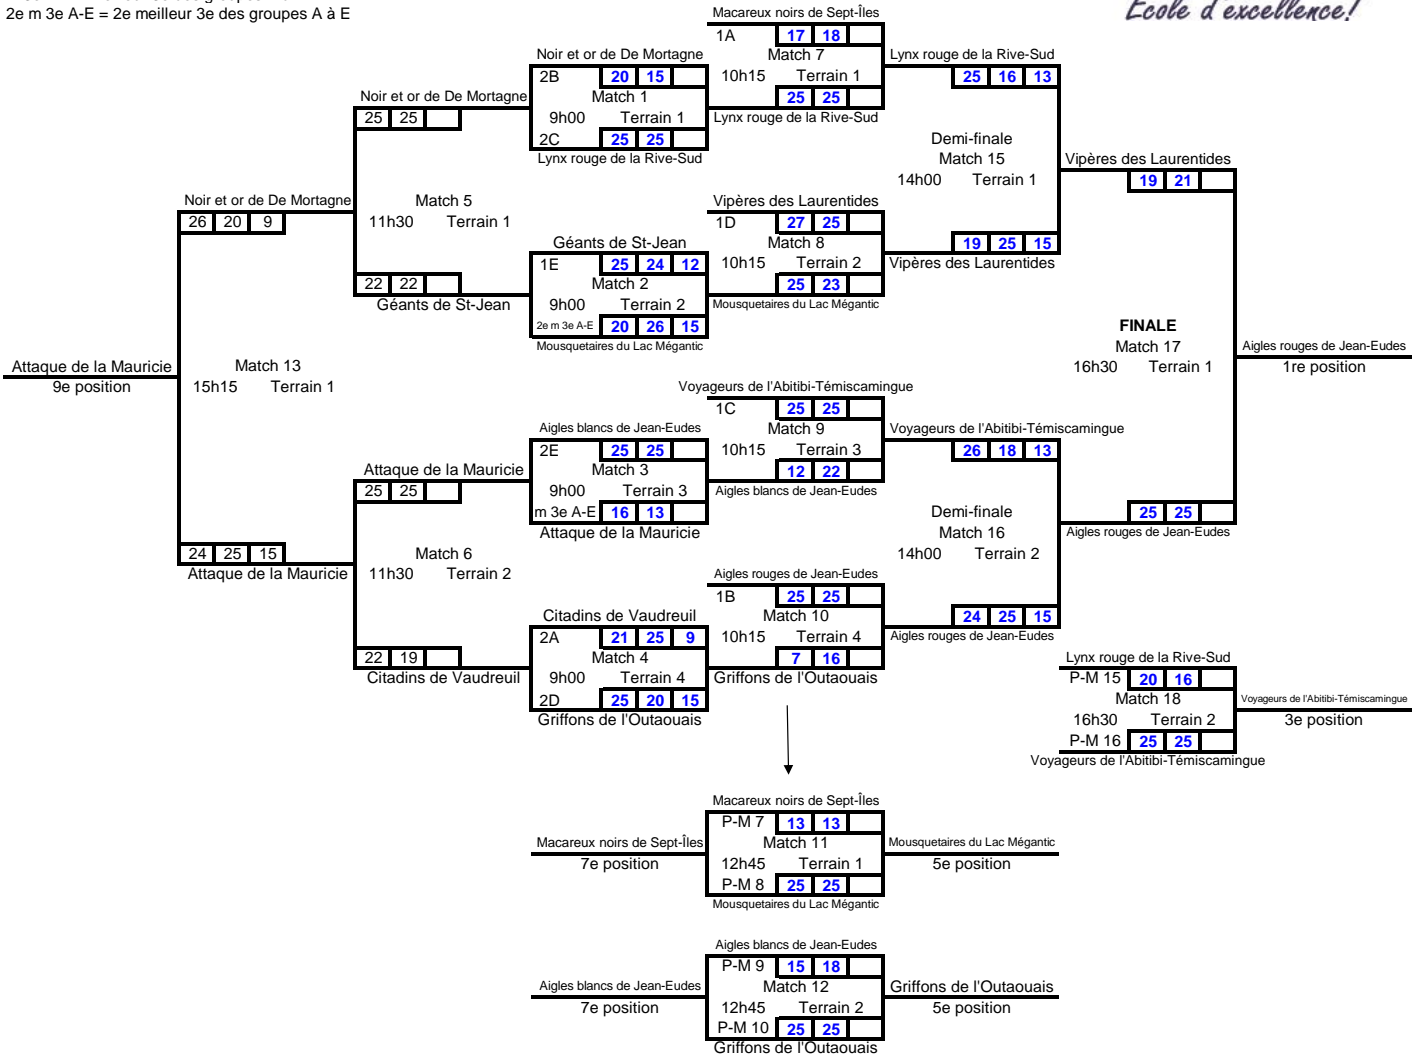 2e m 3e A-E = 2e meilleur 3e des groupes A à E
École d'excellence!
Macareux noirs de Sept-Îles
1A 17 18
Match 7
10h15 Terrain 1
25 25
Lynx rouge de la Rive-Sud
Noir et or de De Mortagne
2B 20 15
Match 1
9h00 Terrain 1
2C 25 25
Lynx rouge de la Rive-Sud
Lynx rouge de la Rive-Sud
25 16 13
Demi-finale
Match 15
14h00 Terrain 1
19 25 15
Vipères des Laurentides
Noir et or de De Mortagne
25 25
Match 5
11h30 Terrain 1
22 22
Géants de St-Jean
Vipères des Laurentides
19 21
Noir et or de De Mortagne
26 20 9
Vipères des Laurentides
1D 27 25
Match 8
10h15 Terrain 2
25 23
Mousquetaires du Lac Mégantic
Géants de St-Jean
1E 25 24 12
Match 2
9h00 Terrain 2
2e m 3e A-E 20 26 15
Mousquetaires du Lac Mégantic
FINALE
Match 17
16h30 Terrain 1
Aigles rouges de Jean-Eudes
1re position
Attaque de la Mauricie
9e position
Match 13
15h15 Terrain 1
Voyageurs de l'Abitibi-Témiscamingue
1C 25 25
Match 9
10h15 Terrain 3
12 22
Aigles blancs de Jean-Eudes
Aigles blancs de Jean-Eudes
2E 25 25
Match 3
9h00 Terrain 3
m 3e A-E 16 13
Attaque de la Mauricie
Voyageurs de l'Abitibi-Témiscamingue
26 18 13
Demi-finale
Match 16
14h00 Terrain 2
24 25 15
Aigles rouges de Jean-Eudes
Attaque de la Mauricie
25 25
Match 6
11h30 Terrain 2
22 19
Citadins de Vaudreuil
25 25
Aigles rouges de Jean-Eudes
24 25 15
Attaque de la Mauricie
Aigles rouges de Jean-Eudes
1B 25 25
Match 10
10h15 Terrain 4
7 16
Griffons de l'Outaouais
Citadins de Vaudreuil
2A 21 25 9
Match 4
9h00 Terrain 4
2D 25 20 15
Griffons de l'Outaouais
Lynx rouge de la Rive-Sud
P-M 15 20 16
Match 18
16h30 Terrain 2
P-M 16 25 25
Voyageurs de l'Abitibi-Témiscamingue
Voyageurs de l'Abitibi-Témiscamingue
3e position
Macareux noirs de Sept-Îles
P-M 7 13 13
Match 11
12h45 Terrain 1
P-M 8 25 25
Mousquetaires du Lac Mégantic
Macareux noirs de Sept-Îles
7e position
Mousquetaires du Lac Mégantic
5e position
Aigles blancs de Jean-Eudes
P-M 9 15 18
Match 12
12h45 Terrain 2
P-M 10 25 25
Griffons de l'Outaouais
Aigles blancs de Jean-Eudes
7e position
Griffons de l'Outaouais
5e position